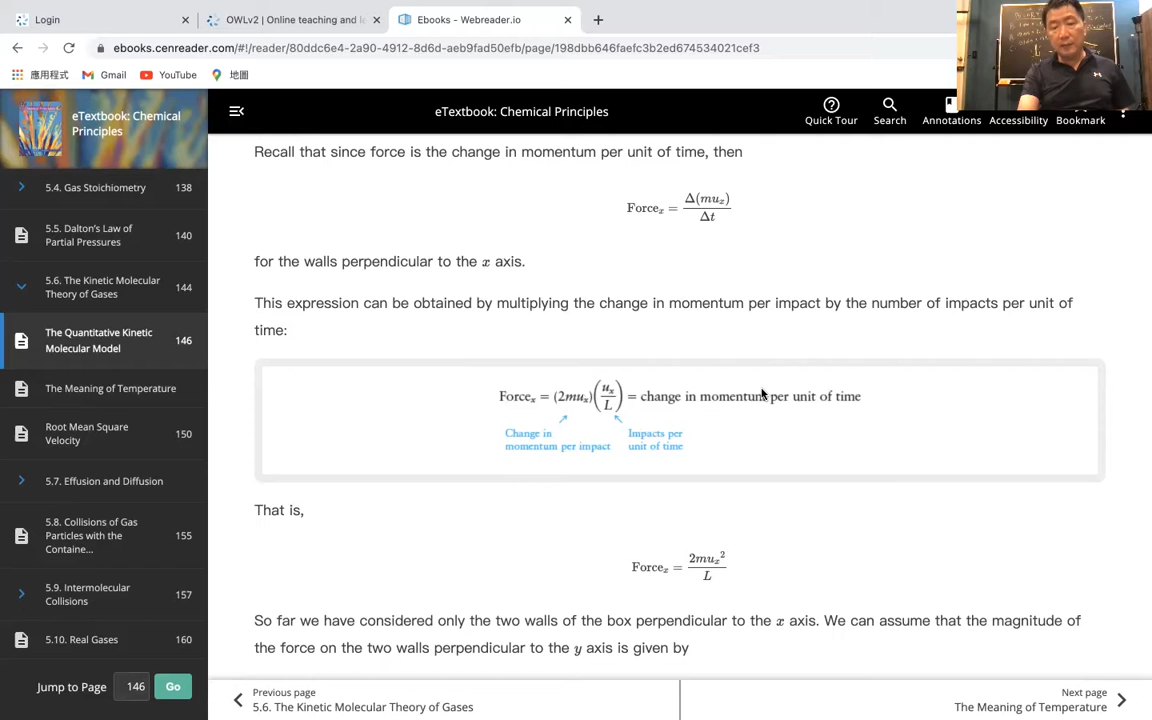 Login
OWLv2 | Online teaching and le
Ebooks - Webreader.io
ebooks.cenreader.com/#!/reader/80ddc6e4-2a90-4912-8d6d-aeb9fad50efb/page/198dbb646faefc3b2ed674534021cef3
應用程式
Gmail
YouTube
地圖
eTextbook: Chemical
Principles
eTextbook: Chemical Principles
Quick Tour
Search
Annotations
Accessibility
Bookmark
5.4. Gas Stoichiometry 138
5.5. Dalton's Law of
Partial Pressures 140
5.6. The Kinetic Molecular
Theory of Gases 144
The Quantitative Kinetic
Molecular Model 146
The Meaning of Temperature
Root Mean Square
Velocity 150
5.7. Effusion and Diffusion
5.8. Collisions of Gas
Particles with the
Containe... 155
5.9. Intermolecular
Collisions 157
5.10. Real Gases 160
Jump to Page 146 Go
Recall that since force is the change in momentum per unit of time, then
Forceₓ = Δ(muₓ)/Δt
for the walls perpendicular to the x axis.
This expression can be obtained by multiplying the change in momentum per impact by the number of impacts per unit of
time:
Forceₓ = (2muₓ)(uₓ/L) = change in momentum per unit of time
Change in
momentum per impact
Impacts per
unit of time
That is,
Forceₓ = 2muₓ²/L
So far we have considered only the two walls of the box perpendicular to the x axis. We can assume that the magnitude of
the force on the two walls perpendicular to the y axis is given by
Previous page
5.6. The Kinetic Molecular Theory of Gases
Next page
The Meaning of Temperature